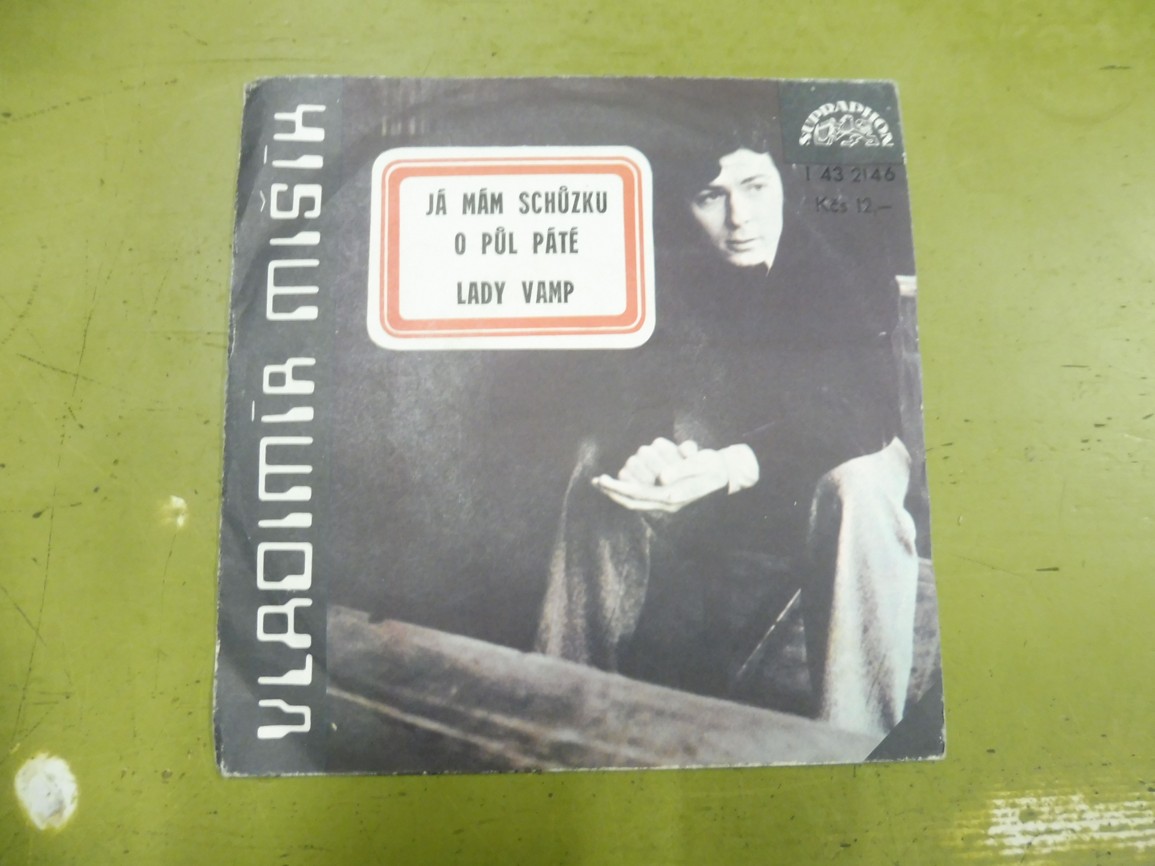 VLADIMÍR MIŠÍK
JÁ MÁM SCHŮZKU
O PŮL PÁTÉ
LADY VAMP
SUPRAPHON
1 43 2146
Kčs 12,—